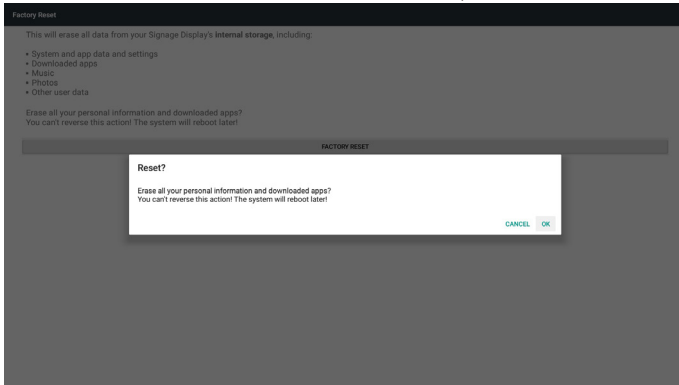 Factory Reset
This will erase all data from your Signage Display's internal storage, including:
• System and app data and settings
• Downloaded apps
• Music
• Photos
• Other user data
Erase all your personal information and downloaded apps?
You can't reverse this action! The system will reboot later!
FACTORY RESET
Reset?
Erase all your personal information and downloaded apps?
You can't reverse this action! The system will reboot later!
CANCEL OK